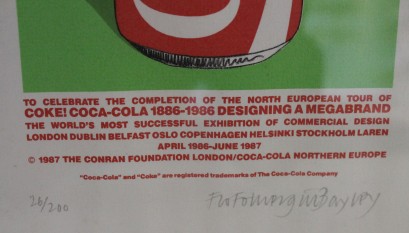 TO CELEBRATE THE COMPLETION OF THE NORTH EUROPEAN TOUR OF
COKE! COCA-COLA 1886-1986 DESIGNING A MEGABRAND
THE WORLD'S MOST SUCCESSFUL EXHIBITION OF COMMERCIAL DESIGN
LONDON DUBLIN BELFAST OSLO COPENHAGEN HELSINKI STOCKHOLM LAREN
APRIL 1986-JUNE 1987
© 1987 THE CONRAN FOUNDATION LONDON/COCA-COLA NORTHERN EUROPE
"Coca-Cola" and "Coke" are registered trademarks of The Coca-Cola Company
26/200